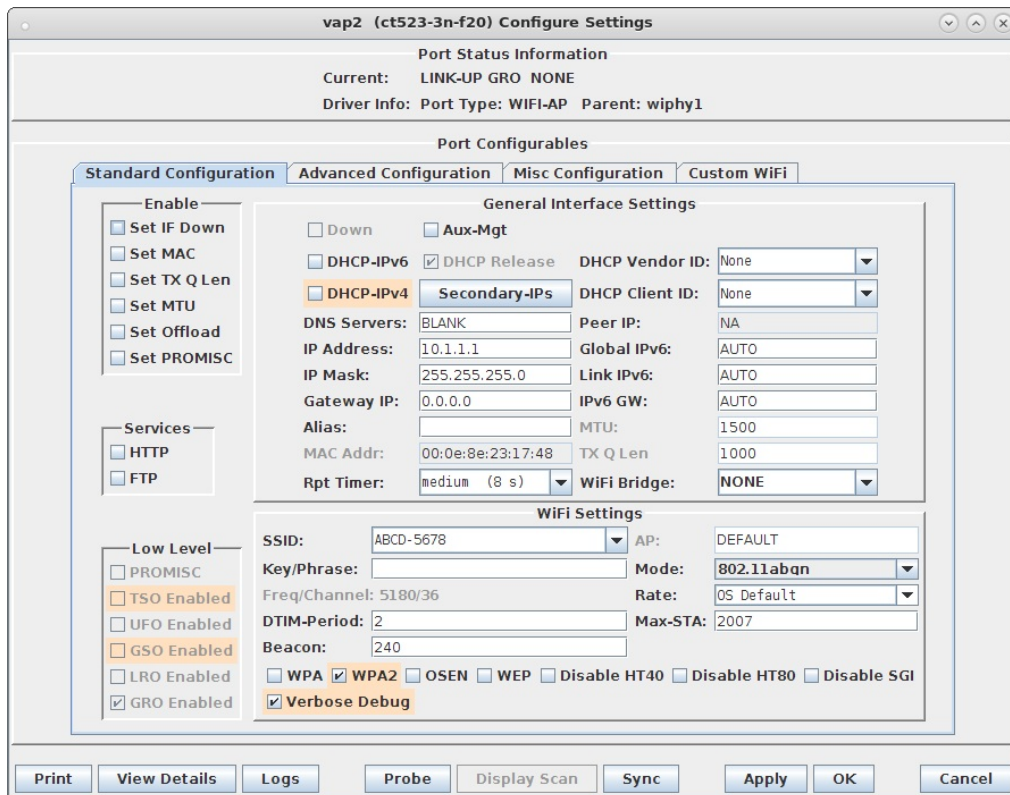 vap2 (ct523-3n-f20) Configure Settings
Port Status Information
Current: LINK-UP GRO NONE
Driver Info: Port Type: WIFI-AP Parent: wiphy1
Port Configurables
Standard Configuration Advanced Configuration Misc Configuration Custom WiFi
Enable
Set IF Down
Set MAC
Set TX Q Len
Set MTU
Set Offload
Set PROMISC
Services
HTTP
FTP
Low Level
PROMISC
TSO Enabled
UFO Enabled
GSO Enabled
LRO Enabled
GRO Enabled
General Interface Settings
Down Aux-Mgt
DHCP-IPv6 DHCP Release DHCP Vendor ID: None
DHCP-IPv4 Secondary-IPs DHCP Client ID: None
DNS Servers: BLANK Peer IP: NA
IP Address: 10.1.1.1 Global IPv6: AUTO
IP Mask: 255.255.255.0 Link IPv6: AUTO
Gateway IP: 0.0.0.0 IPv6 GW: AUTO
Alias: MTU: 1500
MAC Addr: 00:0e:8e:23:17:48 TX Q Len 1000
Rpt Timer: medium (8 s) WiFi Bridge: NONE
WiFi Settings
SSID: ABCD-5678 AP: DEFAULT
Key/Phrase: Mode: 802.11abgn
Freq/Channel: 5180/36 Rate: OS Default
DTIM-Period: 2 Max-STA: 2007
Beacon: 240
WPA WPA2 OSEN WEP Disable HT40 Disable HT80 Disable SGI
Verbose Debug
Print View Details Logs Probe Display Scan Sync Apply OK Cancel